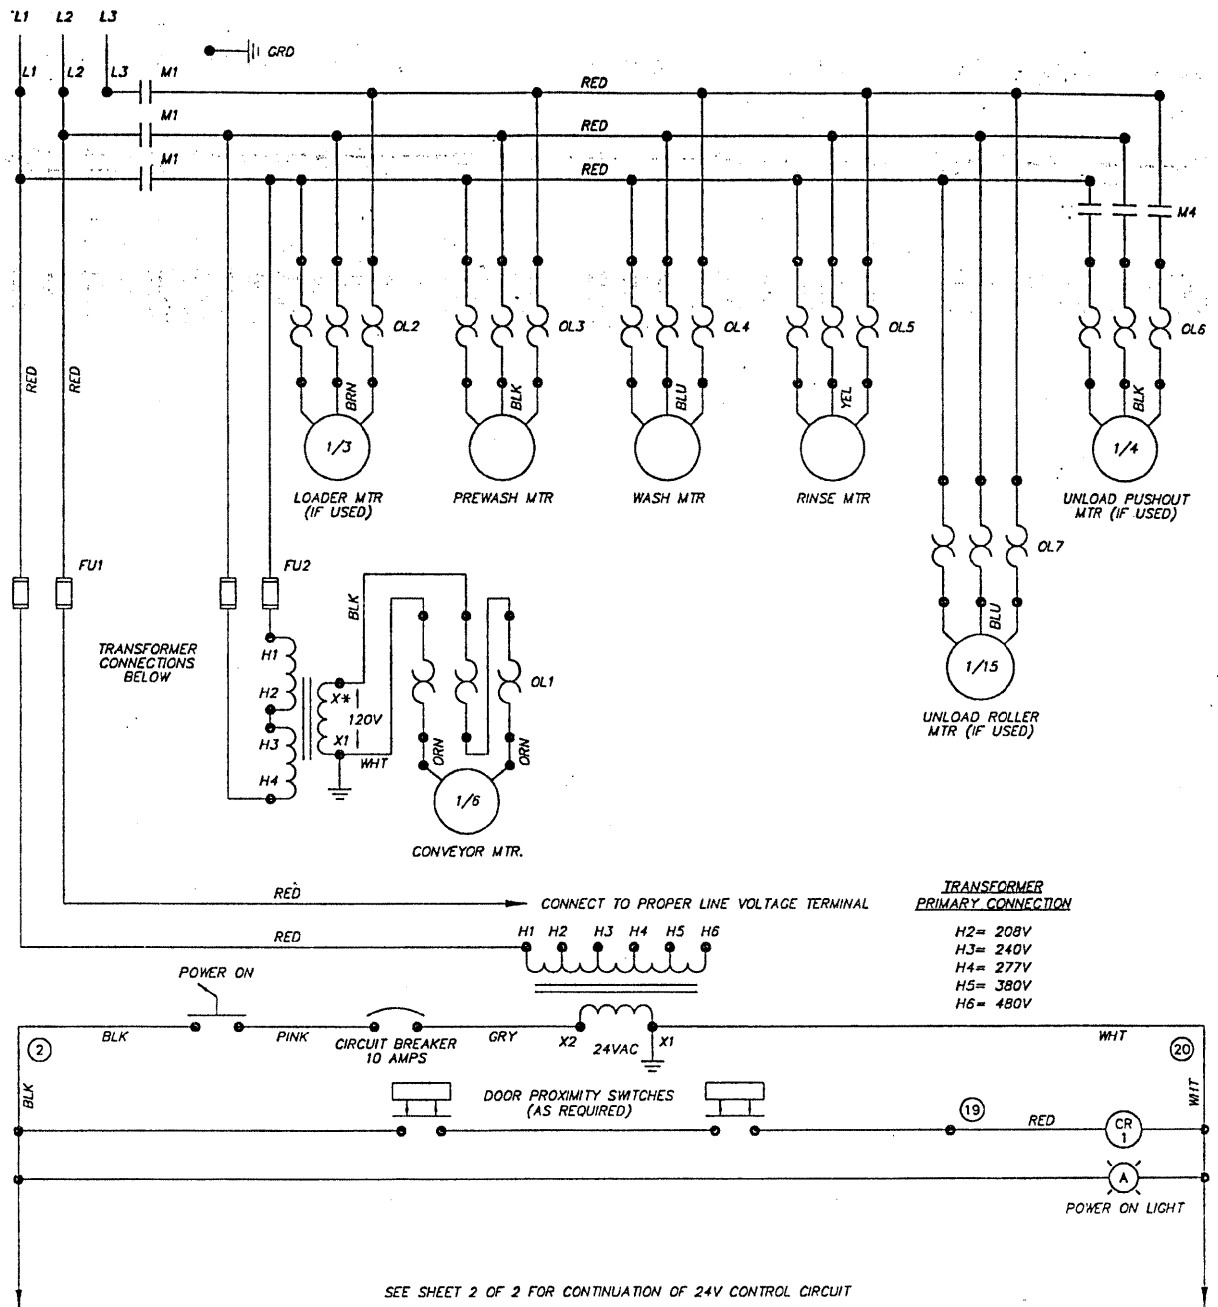 L1 L2 L3
GRD
L1 L2 L3 M1
RED
M1
RED
M1
RED
M4
OL2 OL3 OL4 OL5 OL6
RED RED
BRN BLK BLU YEL BLK
1/3 1/4
LOADER MTR
(IF USED)
PREWASH MTR
WASH MTR
RINSE MTR
UNLOAD PUSHOUT
MTR (IF USED)
OL7
FU1 FU2
BLK
BLU
TRANSFORMER
CONNECTIONS
BELOW
H1
H2
H3
H4
X*
120V
X1
WHT
OL1
ORN ORN
1/6
CONVEYOR MTR.
1/15
UNLOAD ROLLER
MTR (IF USED)
RED
CONNECT TO PROPER LINE VOLTAGE TERMINAL
RED
H1 H2 H3 H4 H5 H6
TRANSFORMER
PRIMARY CONNECTION
H2= 208V
H3= 240V
H4= 277V
H5= 380V
H6= 480V
POWER ON
BLK PINK
CIRCUIT BREAKER
10 AMPS
GRY
X2 24VAC X1
WHT
2
20
BLK
WHT
DOOR PROXIMITY SWITCHES
(AS REQUIRED)
19
RED
CR
1
A
POWER ON LIGHT
SEE SHEET 2 OF 2 FOR CONTINUATION OF 24V CONTROL CIRCUIT